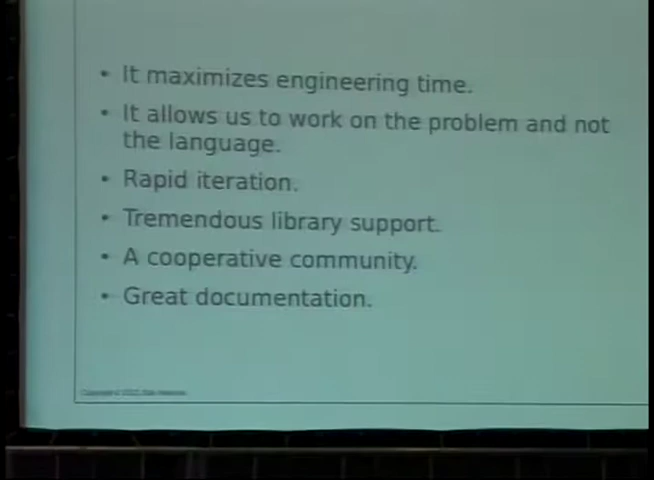 • It maximizes engineering time.
• It allows us to work on the problem and not
the language.
• Rapid iteration.
• Tremendous library support.
• A cooperative community.
• Great documentation.